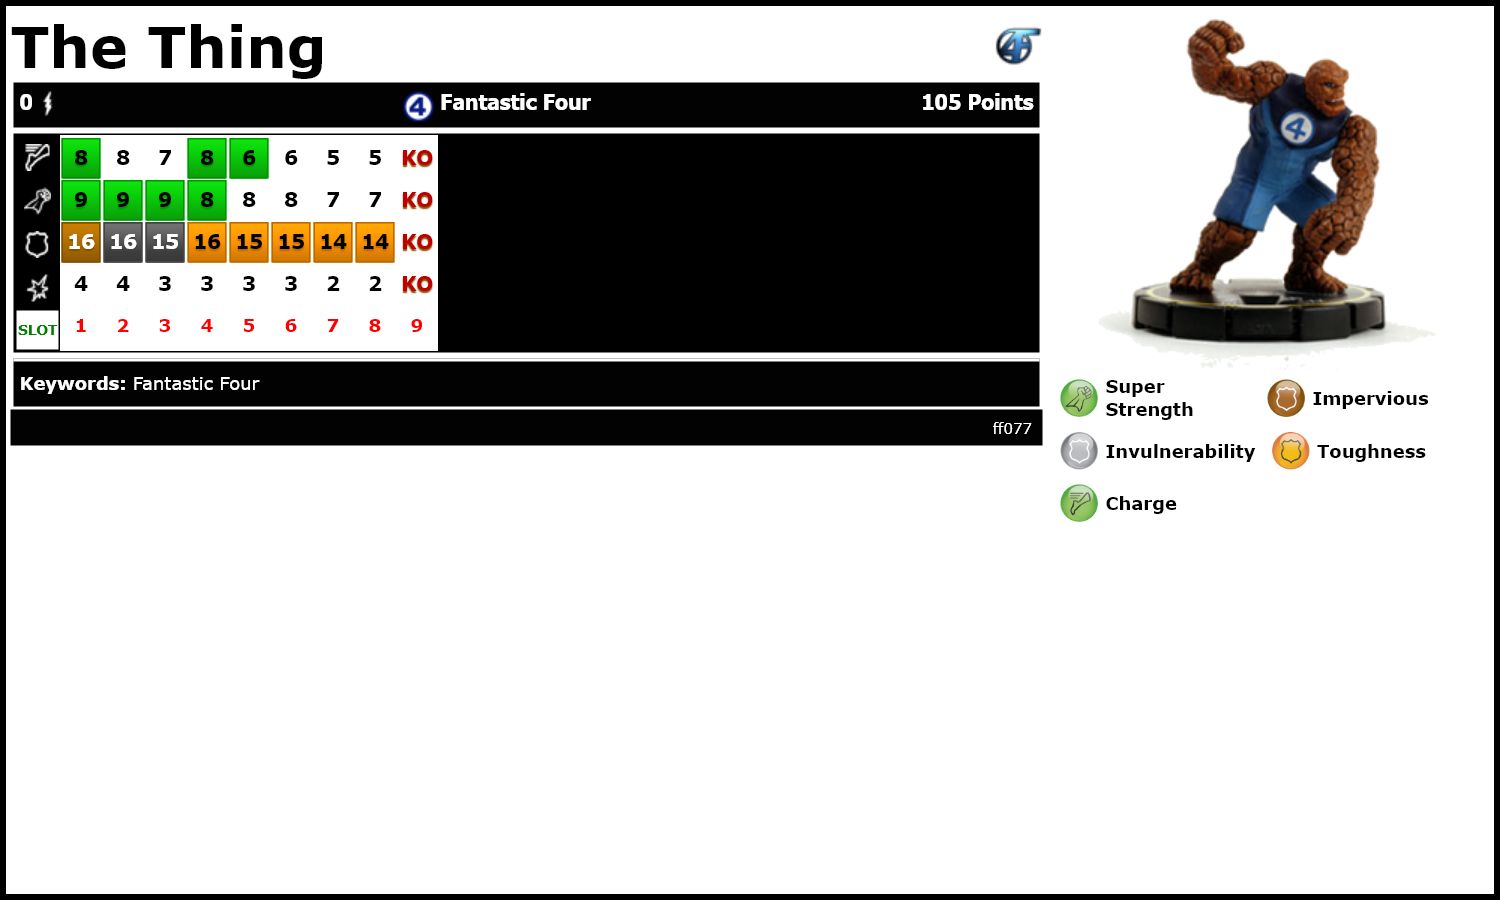 The Thing
0 Fantastic Four 105 Points
8 8 7 8 6 6 5 5 KO
9 9 9 8 8 8 7 7 KO
16 16 15 16 15 15 14 14 KO
4 4 3 3 3 3 2 2 KO
SLOT 1 2 3 4 5 6 7 8 9
Keywords: Fantastic Four
ff077
4
Super
Strength
Impervious
Invulnerability
Toughness
Charge